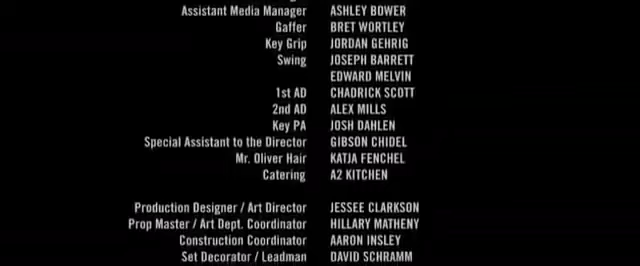 Assistant Media Manager ASHLEY BOWER
Gaffer BRET WORTLEY
Key Grip JORDAN GEHRIG
Swing JOSEPH BARRETT
EDWARD MELVIN
1st AD CHADRICK SCOTT
2nd AD ALEX MILLS
Key PA JOSH DAHLEN
Special Assistant to the Director GIBSON CHIDEL
Mr. Oliver Hair KATJA FENCHEL
Catering A2 KITCHEN
Production Designer / Art Director JESSEE CLARKSON
Prop Master / Art Dept. Coordinator HILLARY MATHENY
Construction Coordinator AARON INSLEY
Set Decorator / Leadman DAVID SCHRAMM